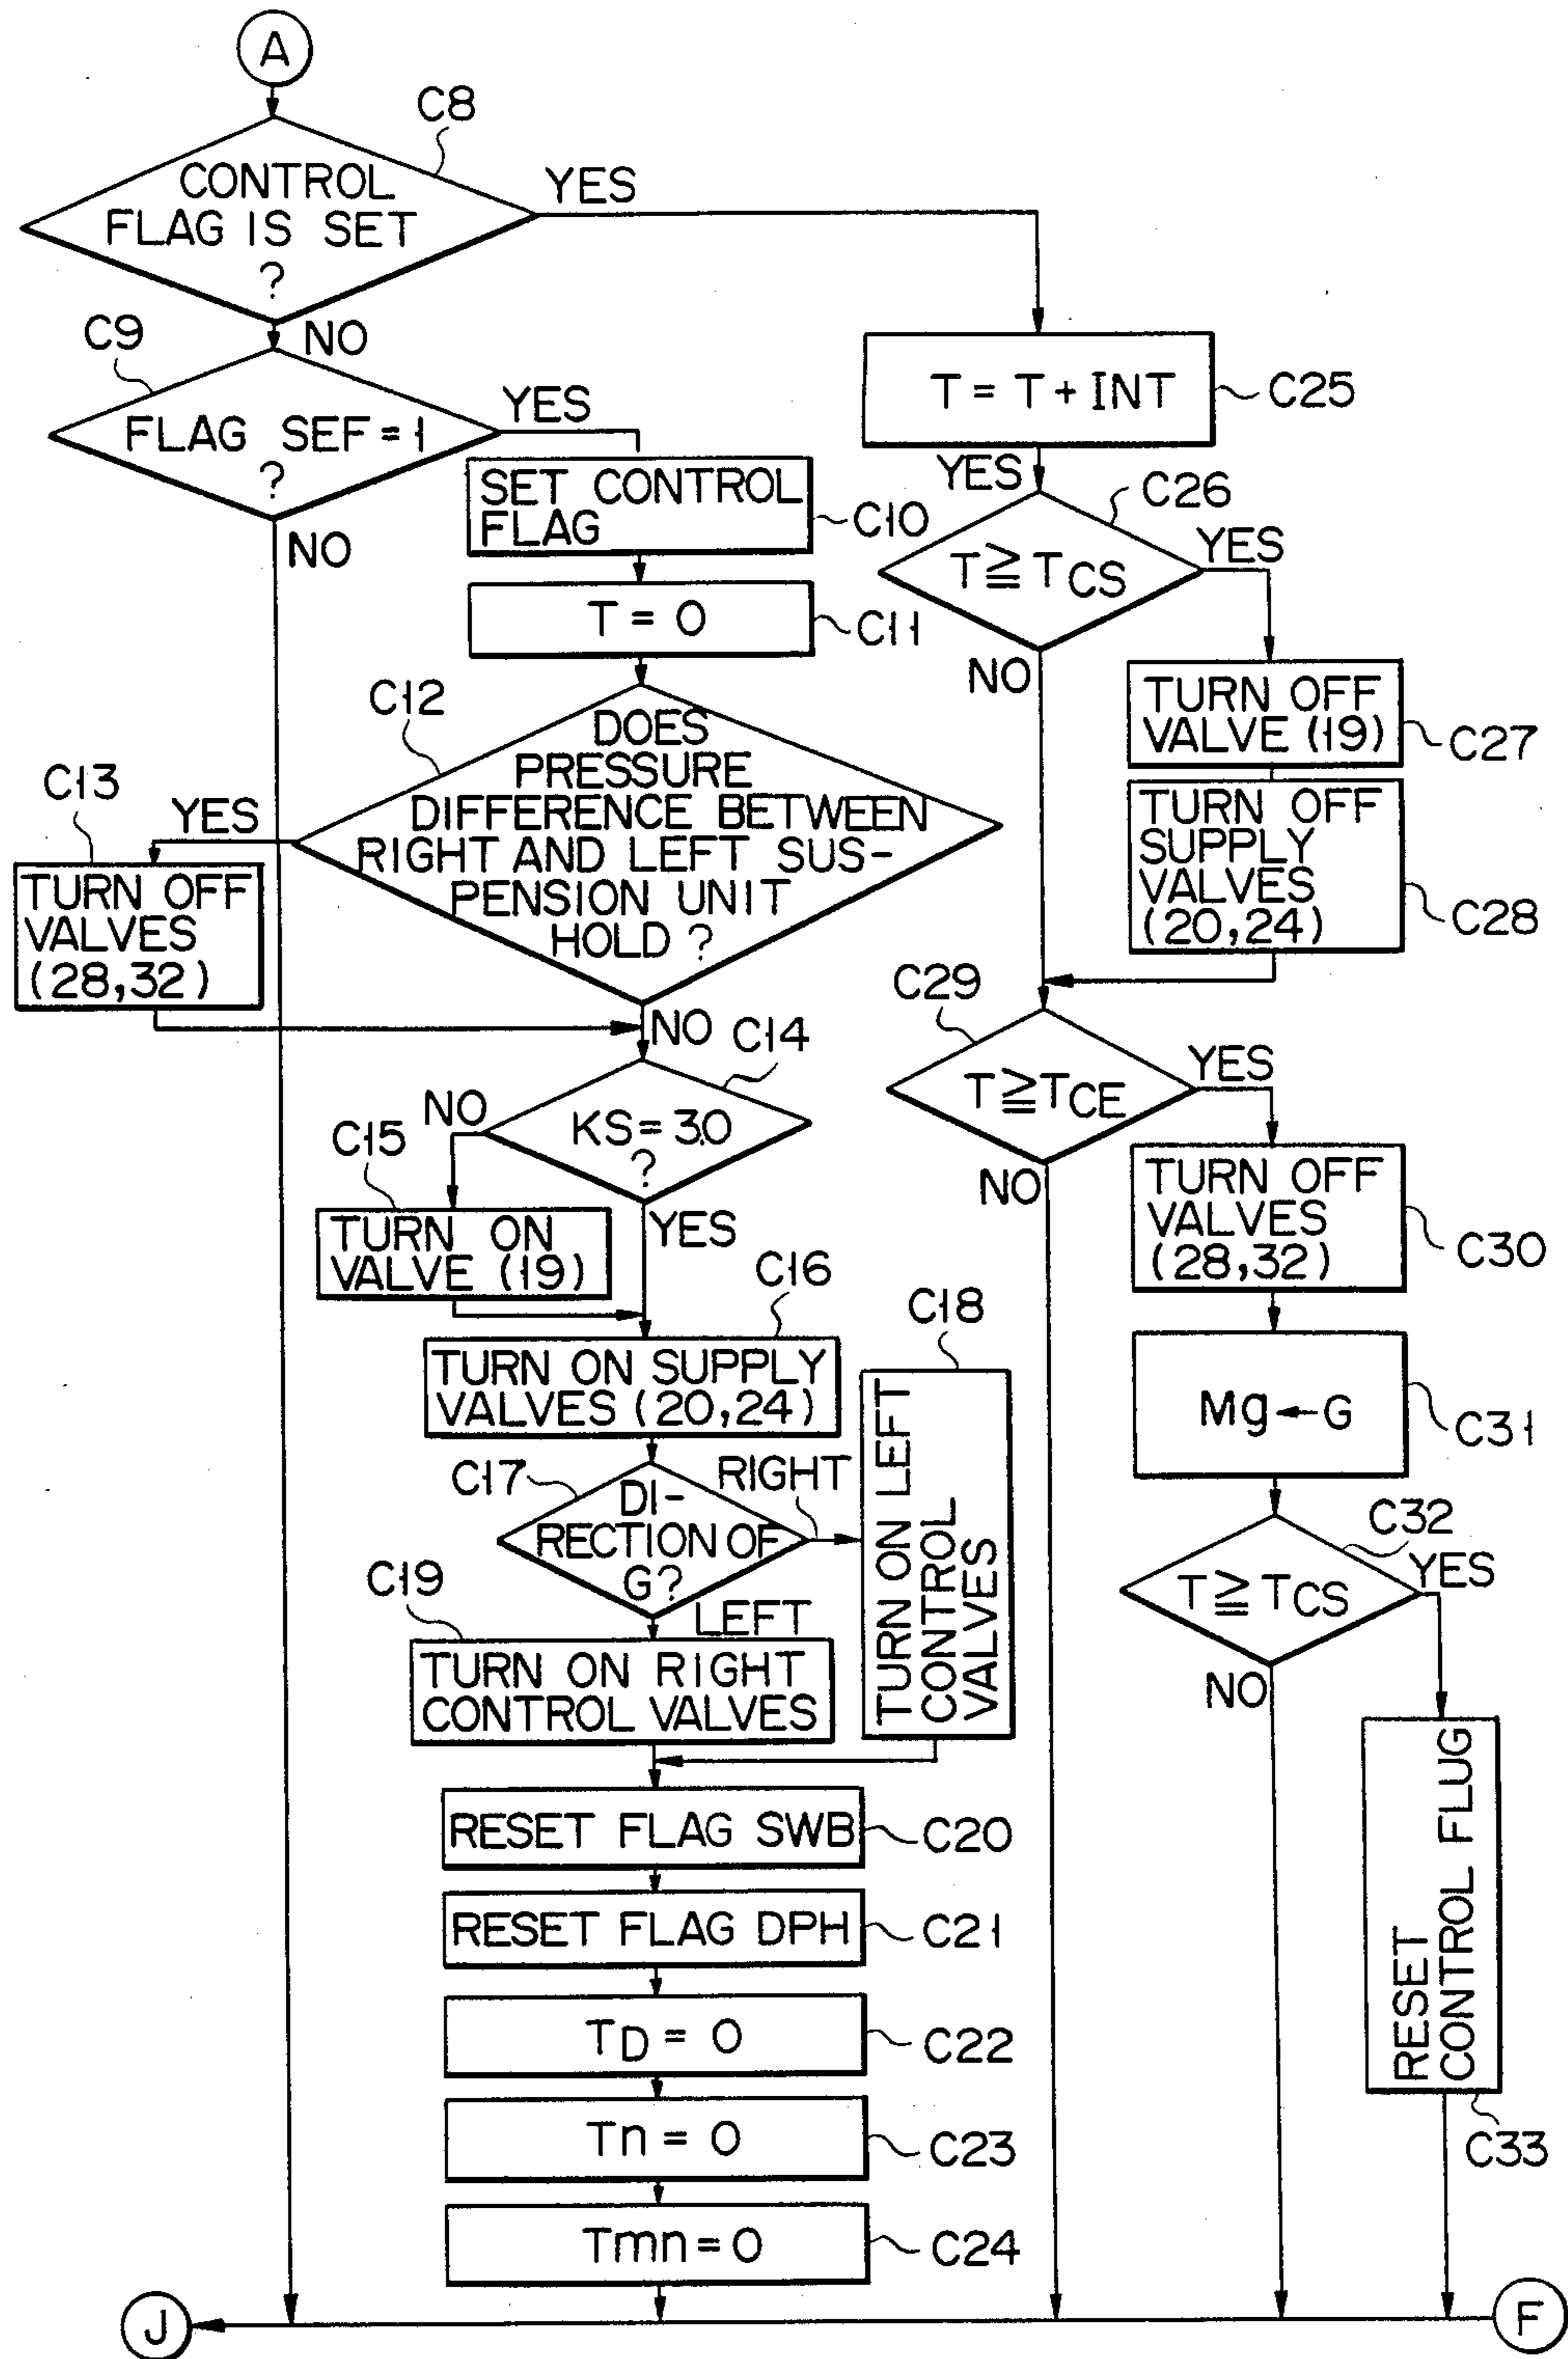 A
C8
CONTROL
FLAG IS SET
?
YES
NO
C9
FLAG SEF = 1
?
YES
NO
SET CONTROL
FLAG
C10
T = 0
C11
C12
DOES
PRESSURE
DIFFERENCE BETWEEN
RIGHT AND LEFT SUS-
PENSION UNIT
HOLD ?
YES
NO
C13
TURN OFF
VALVES
(28,32)
C14
KS = 3.0
?
NO
YES
C15
TURN ON
VALVE (19)
C16
TURN ON SUPPLY
VALVES (20,24)
C17
DI-
RECTION OF
G?
RIGHT
LEFT
C18
TURN ON LEFT
CONTROL
VALVES
C19
TURN ON RIGHT
CONTROL VALVES
RESET FLAG SWB
C20
RESET FLAG DPH
C21
TD = 0
C22
Tn = 0
C23
Tmn = 0
C24
T = T + INT
C25
YES
C26
T ≧ TCS
YES
NO
TURN OFF
VALVE (19)
C27
TURN OFF
SUPPLY
VALVES
(20,24)
C28
C29
T ≧ TCE
YES
NO
TURN OFF
VALVES
(28,32)
C30
Mg ← G
C31
C32
T ≧ TCS
YES
NO
RESET
CONTROL FLUG
C33
J
F